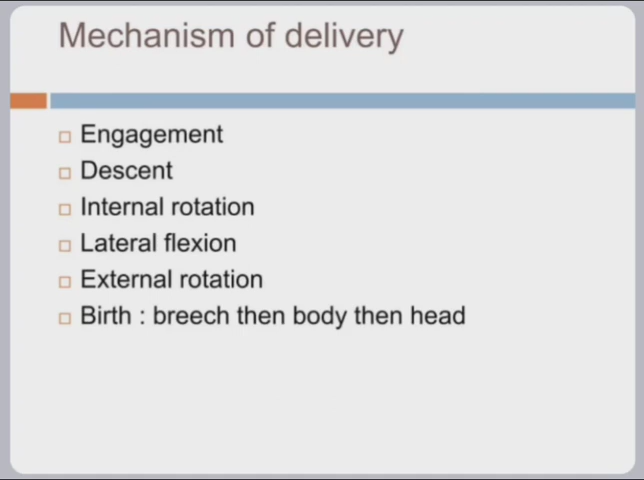 Mechanism of delivery
Engagement
Descent
Internal rotation
Lateral flexion
External rotation
Birth : breech then body then head